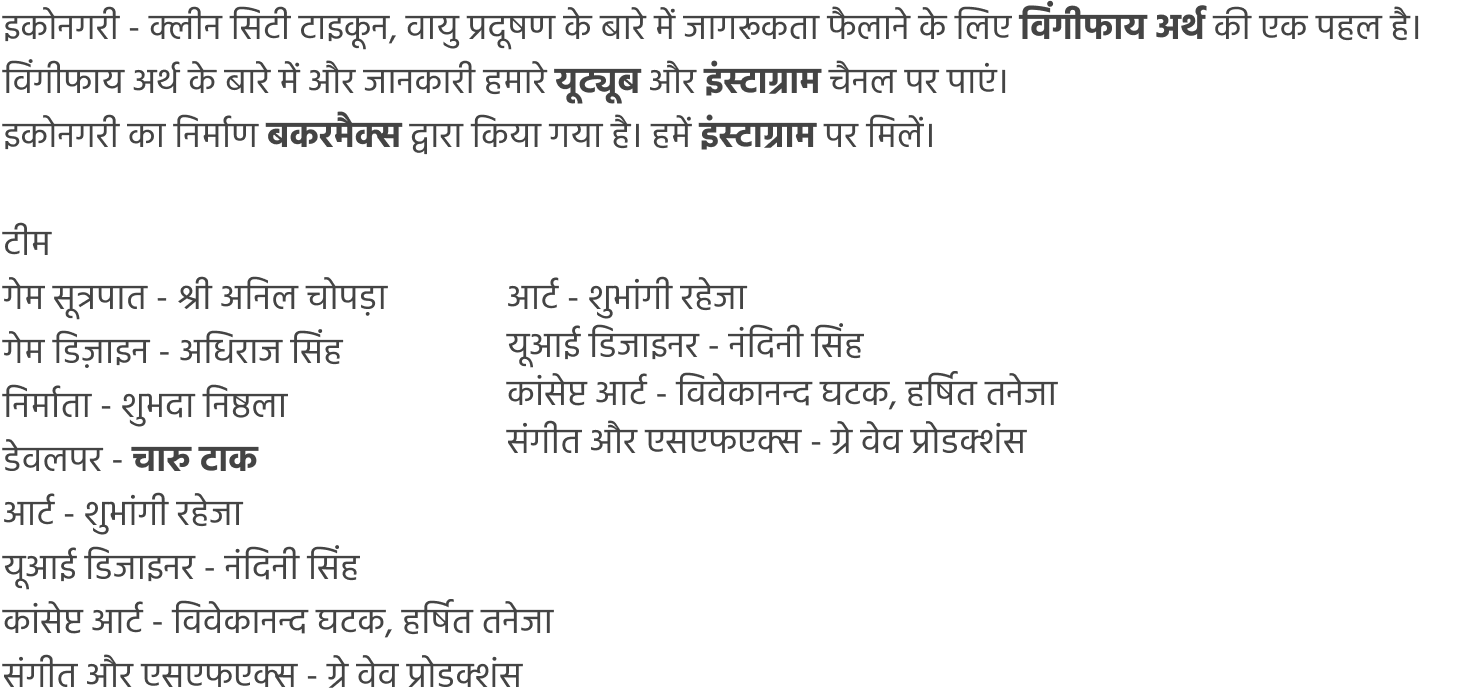 इकोनगरी - क्लीन सिटी टाइकून, वायु प्रदूषण के बारे में जागरूकता फैलाने के लिए विंगीफाय अर्थ की एक पहल है।
विंगीफाय अर्थ के बारे में और जानकारी हमारे यूट्यूब और इंस्टाग्राम चैनल पर पाएं।
इकोनगरी का निर्माण बकरमैक्स द्वारा किया गया है। हमें इंस्टाग्राम पर मिलें।
टीम
गेम सूत्रपात - श्री अनिल चोपड़ा
गेम डिज़ाइन - अधिराज सिंह
निर्माता - शुभदा निष्ठला
डेवलपर - चारु टाक
आर्ट - शुभांगी रहेजा
यूआई डिजाइनर - नंदिनी सिंह
कांसेप्ट आर्ट - विवेकानन्द घटक, हर्षित तनेजा
संगीत और एसएफएक्स - ग्रे वेव प्रोडक्शंस
आर्ट - शुभांगी रहेजा
यूआई डिजाइनर - नंदिनी सिंह
कांसेप्ट आर्ट - विवेकानन्द घटक, हर्षित तनेजा
संगीत और एसएफएक्स - ग्रे वेव प्रोडक्शंस